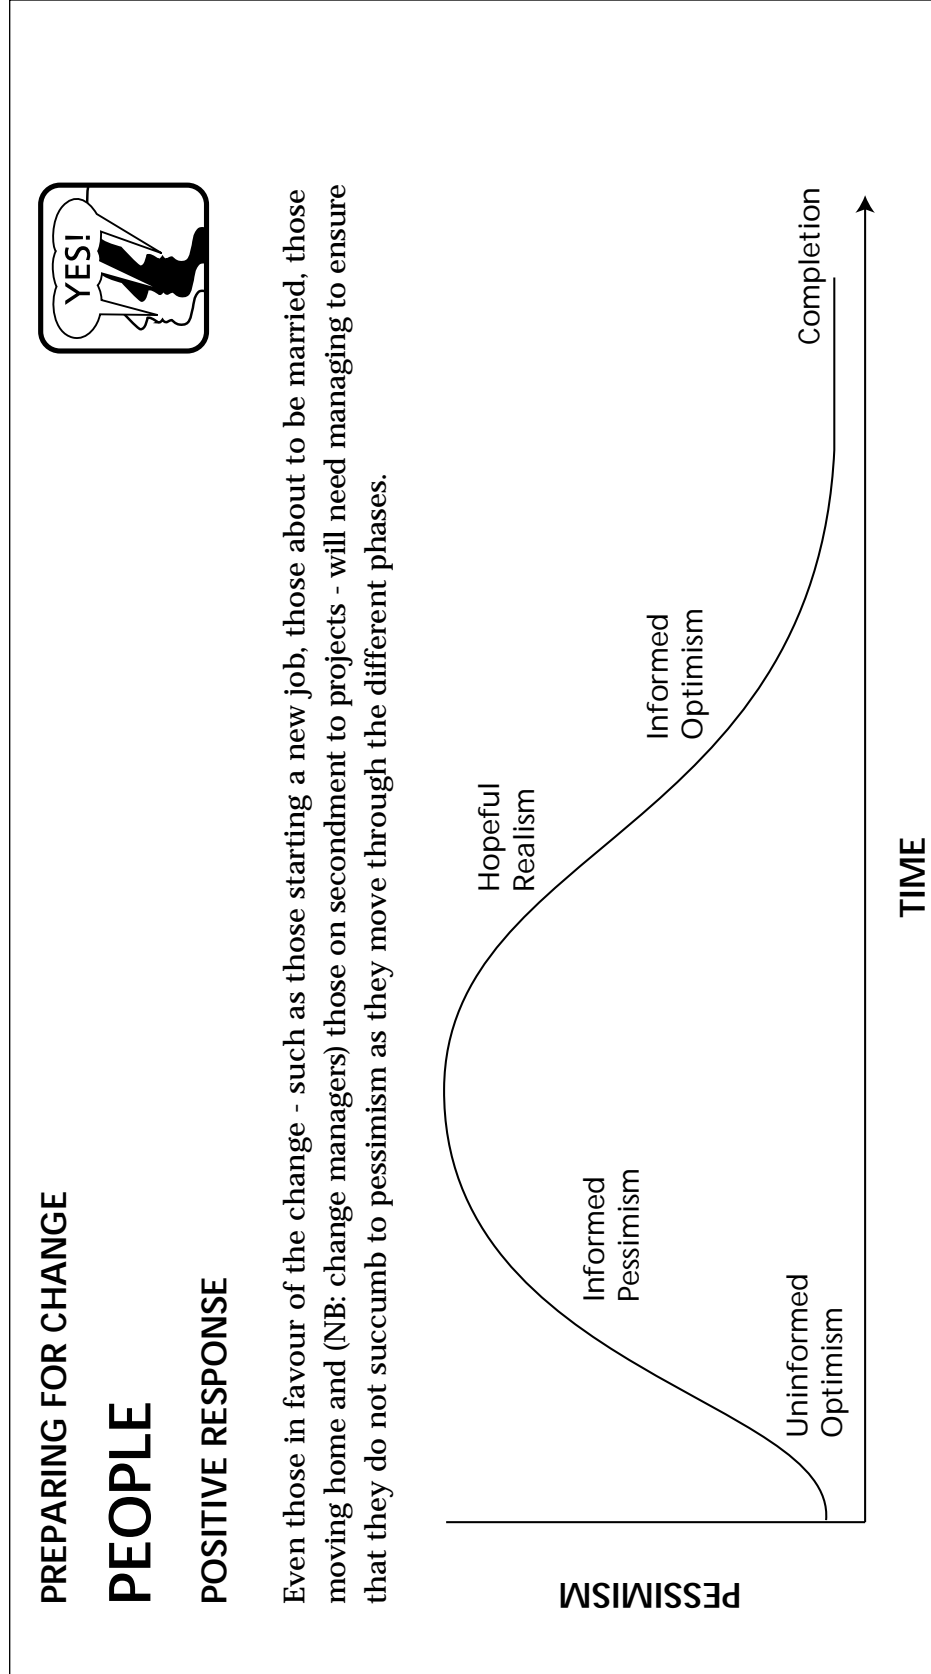 PREPARING FOR CHANGE
PEOPLE
POSITIVE RESPONSE
YES!
Even those in favour of the change - such as those starting a new job, those about to be married, those
moving home and (NB: change managers) those on secondment to projects - will need managing to ensure
that they do not succumb to pessimism as they move through the different phases.
PESSIMISM
Uninformed
Optimism
Informed
Pessimism
Hopeful
Realism
Informed
Optimism
Completion
TIME